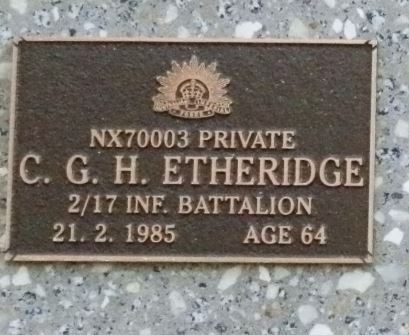 NX70003 PRIVATE
C. G. H. ETHERIDGE
2/17 INF. BATTALION
21. 2. 1985 AGE 64